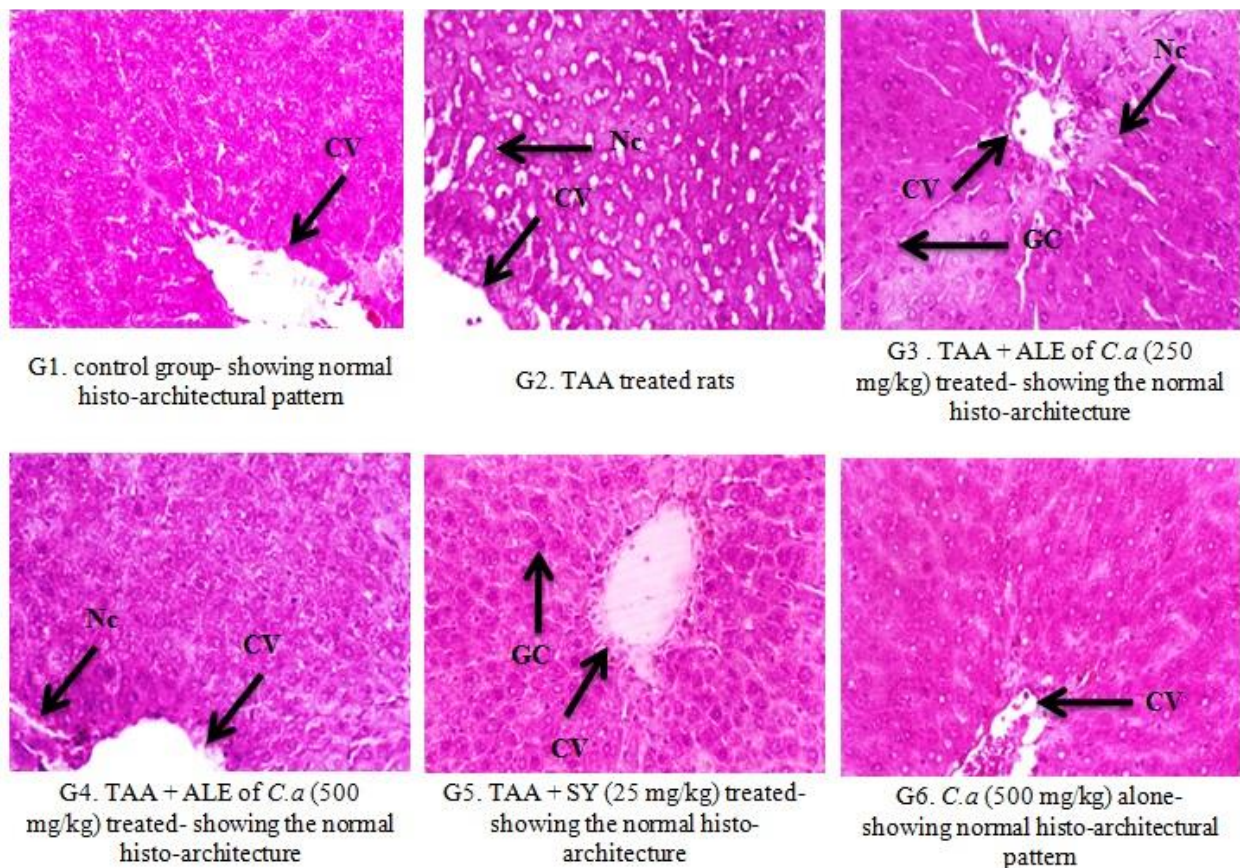 CV
Nc
CV
Nc
CV
GC
G1. control group- showing normal
histo-architectural pattern
G2. TAA treated rats
G3 . TAA + ALE of C.a (250
mg/kg) treated- showing the normal
histo-architecture
Nc
CV
GC
CV
CV
G4. TAA + ALE of C.a (500
mg/kg) treated- showing the normal
histo-architecture
G5. TAA + SY (25 mg/kg) treated-
showing the normal histo-
architecture
G6. C.a (500 mg/kg) alone-
showing normal histo-architectural
pattern